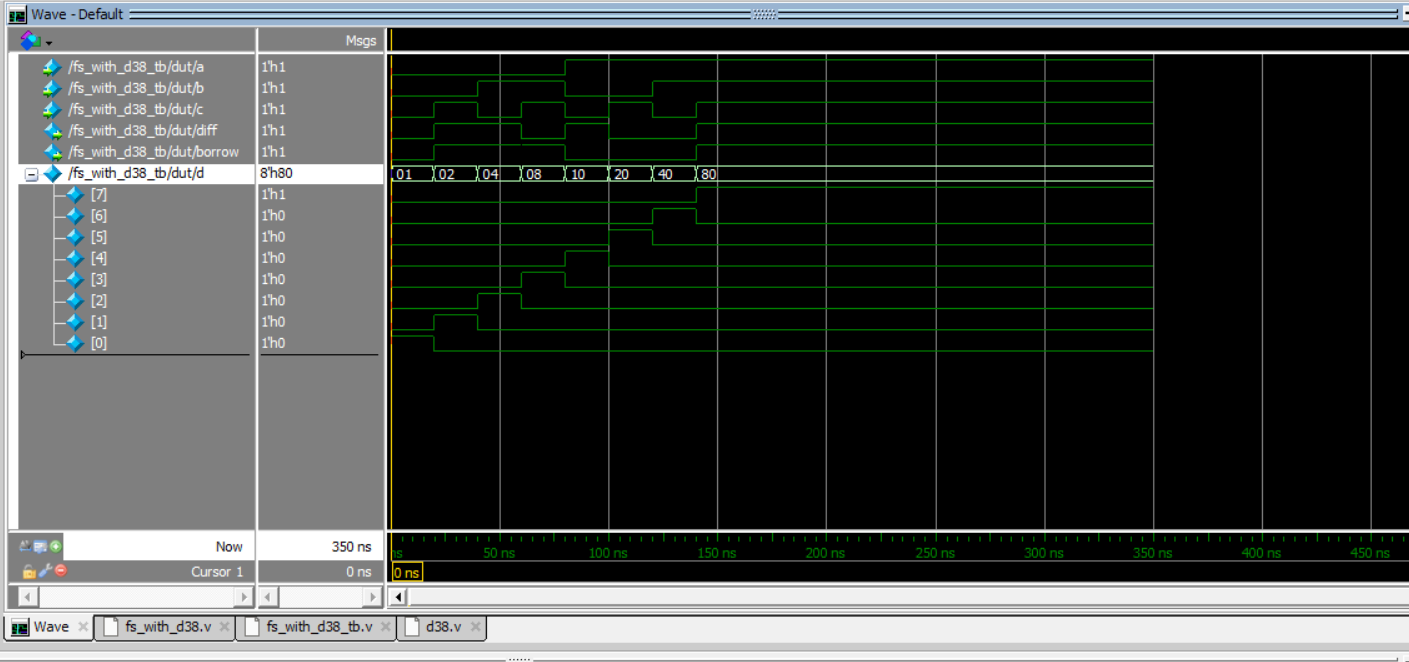 Wave - Default
Msgs
/fs_with_d38_tb/dut/a 1'h1
/fs_with_d38_tb/dut/b 1'h1
/fs_with_d38_tb/dut/c 1'h1
/fs_with_d38_tb/dut/diff 1'h1
/fs_with_d38_tb/dut/borrow 1'h1
/fs_with_d38_tb/dut/d 8'h80 01 02 04 08 10 20 40 80
[7] 1'h1
[6] 1'h0
[5] 1'h0
[4] 1'h0
[3] 1'h0
[2] 1'h0
[1] 1'h0
[0] 1'h0
Now 350 ns ns 50 ns 100 ns 150 ns 200 ns 250 ns 300 ns 350 ns 400 ns 450 ns
Cursor 1 0 ns 0 ns
Wave fs_with_d38.v fs_with_d38_tb.v d38.v